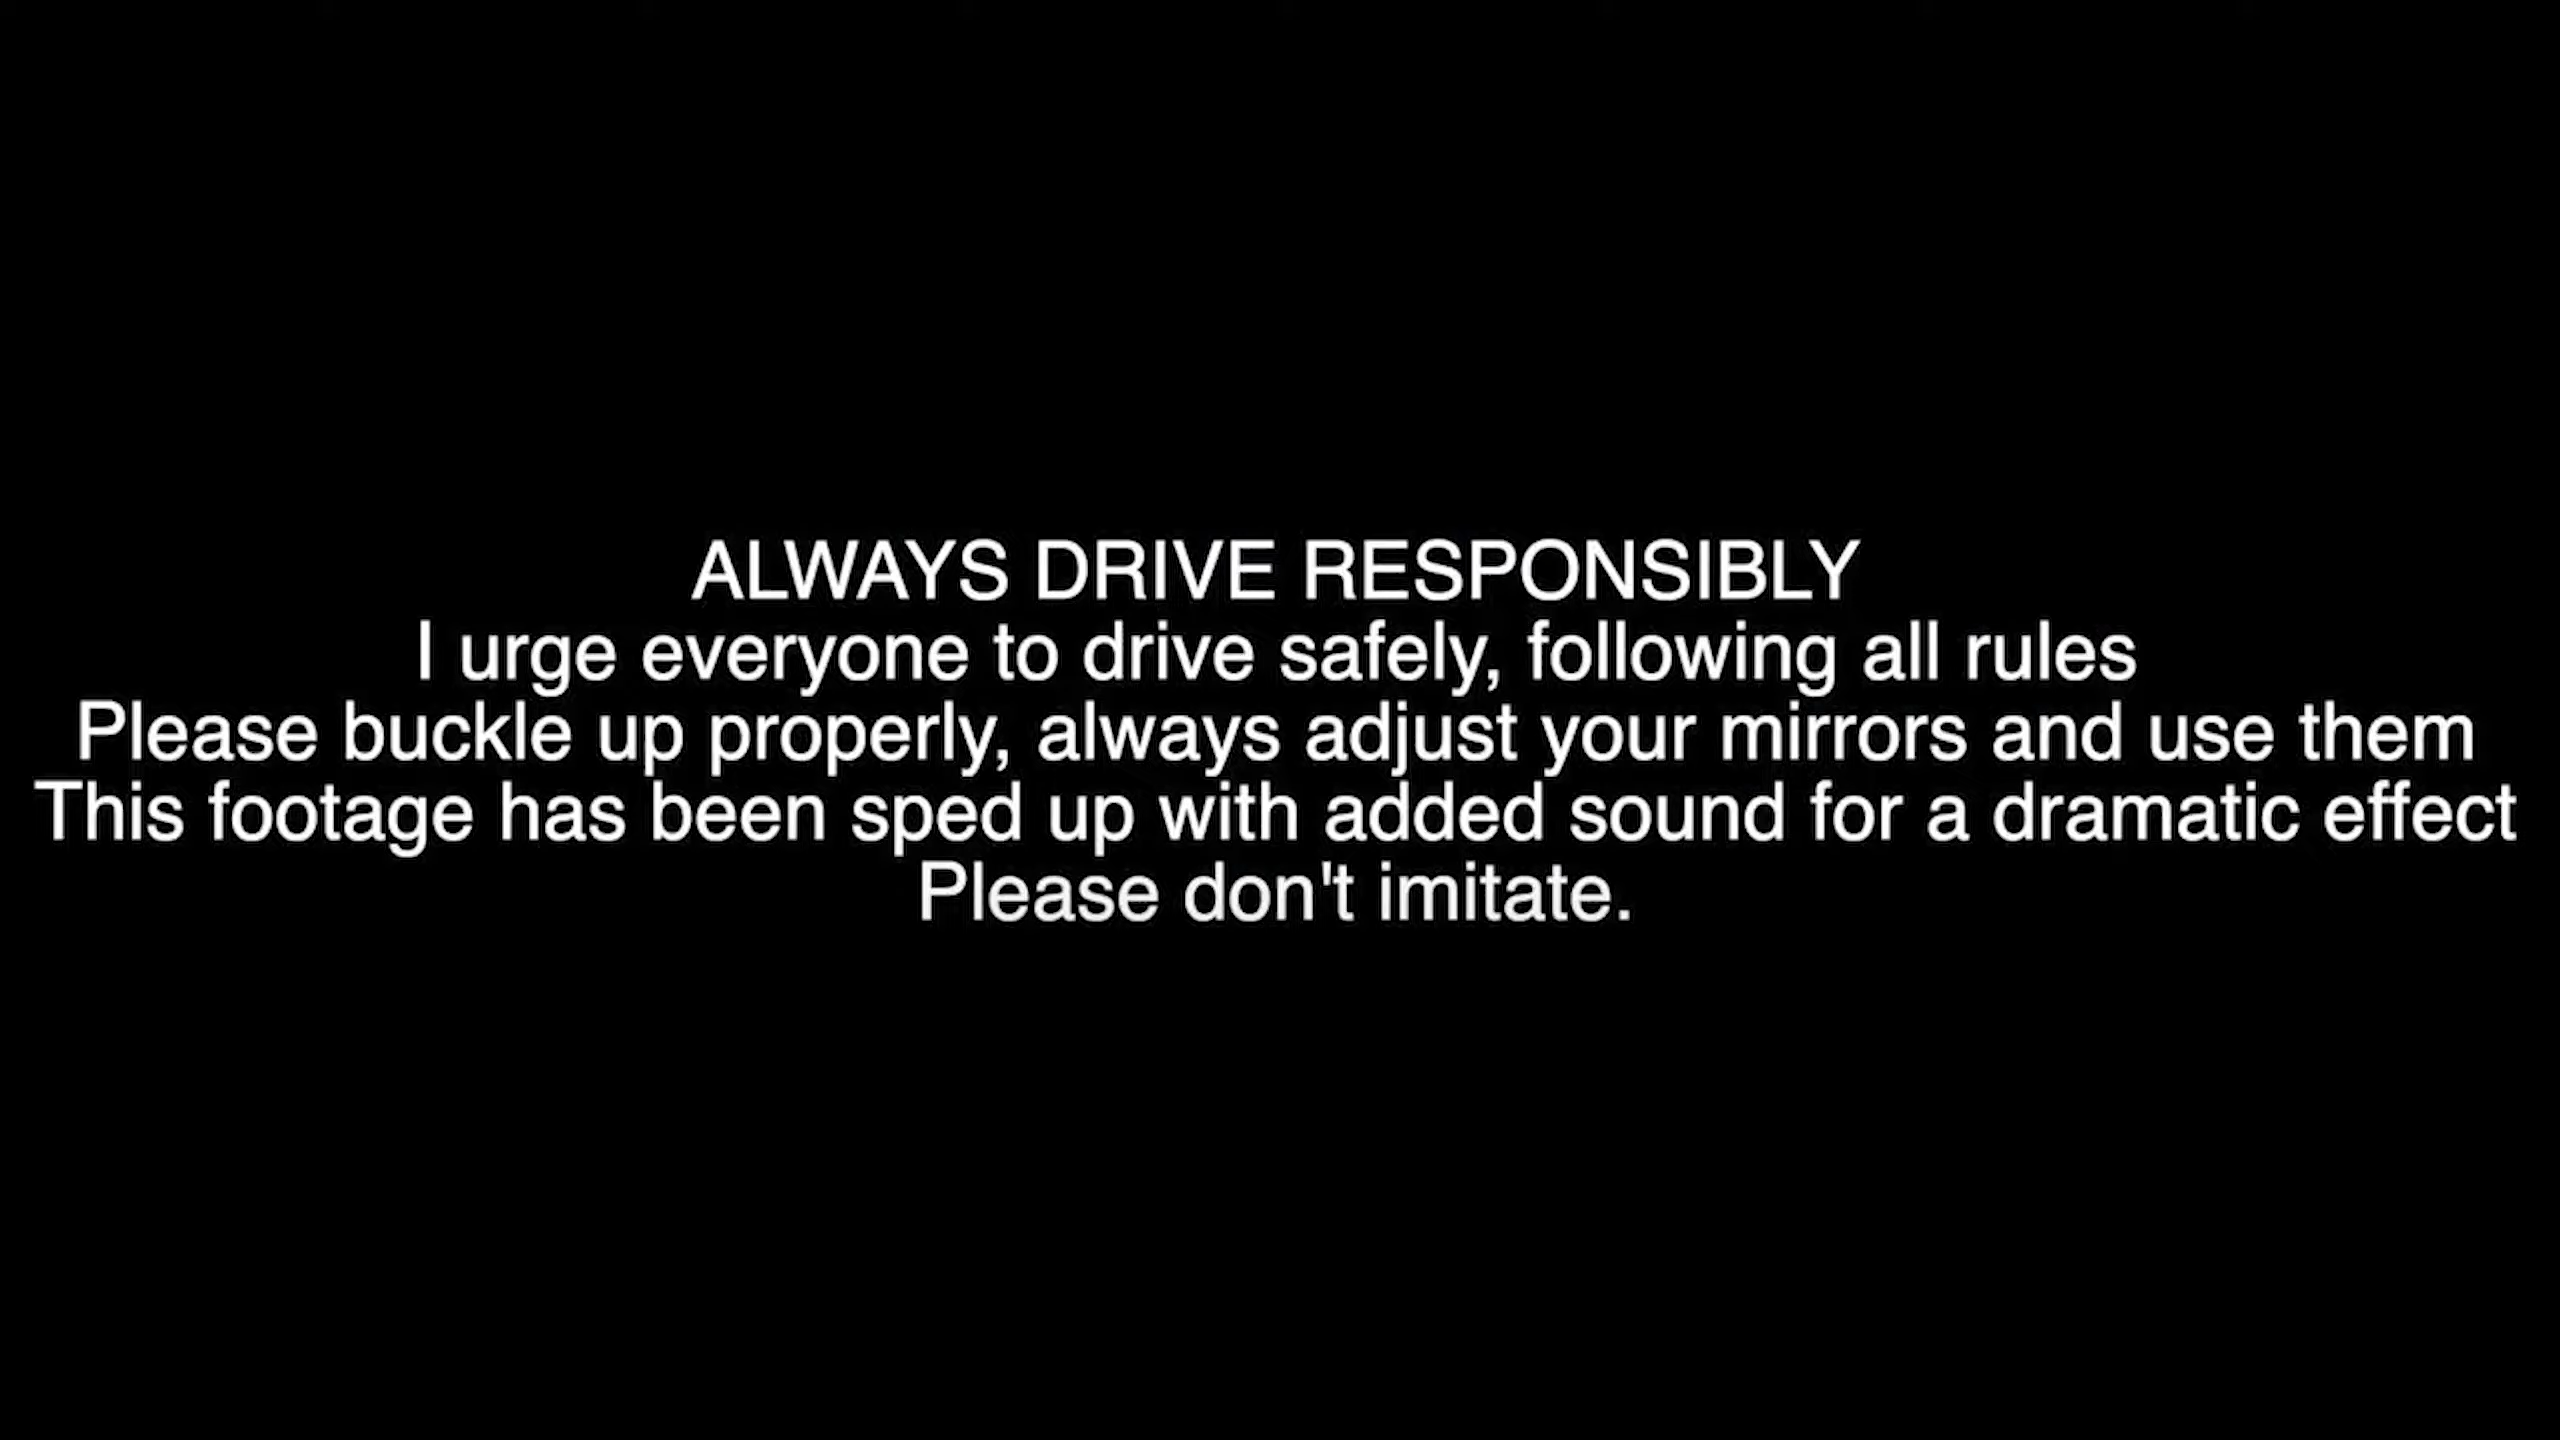 ALWAYS DRIVE RESPONSIBLY
I urge everyone to drive safely, following all rules
Please buckle up properly, always adjust your mirrors and use them
This footage has been sped up with added sound for a dramatic effect
Please don't imitate.